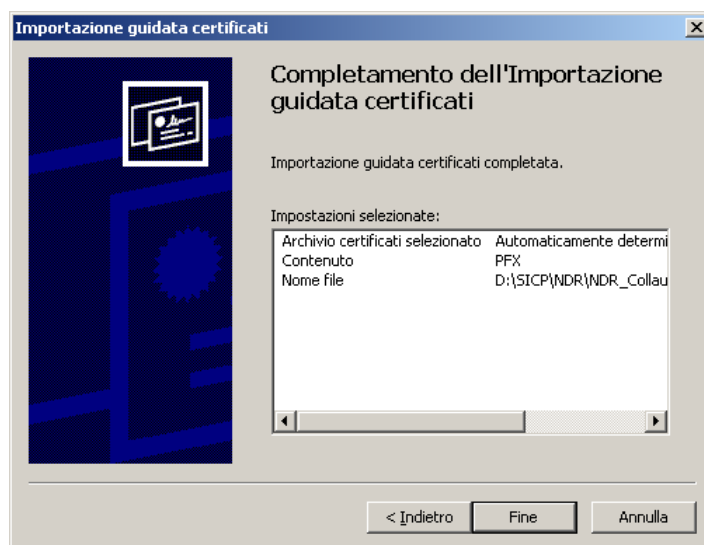 Importazione guidata certificati
Completamento dell'Importazione
guidata certificati
Importazione guidata certificati completata.
Impostazioni selezionate:
Archivio certificati selezionato Automaticamente determi
Contenuto PFX
Nome file D:\SICP\NDR\NDR_Collau
< Indietro Fine Annulla